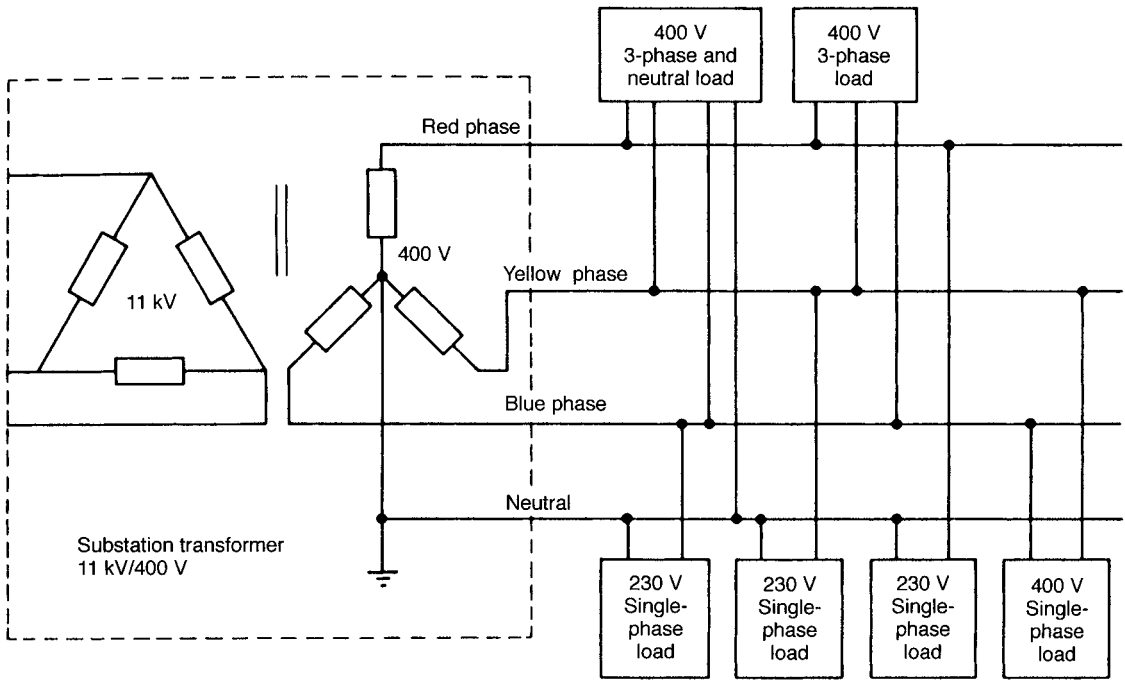 400 V
3-phase and
neutral load
400 V
3-phase
load
Red phase
400 V
Yellow phase
11 kV
Blue phase
Neutral
Substation transformer
11 kV/400 V
230 V
Single-
phase
load
230 V
Single-
phase
load
230 V
Single-
phase
load
400 V
Single-
phase
load